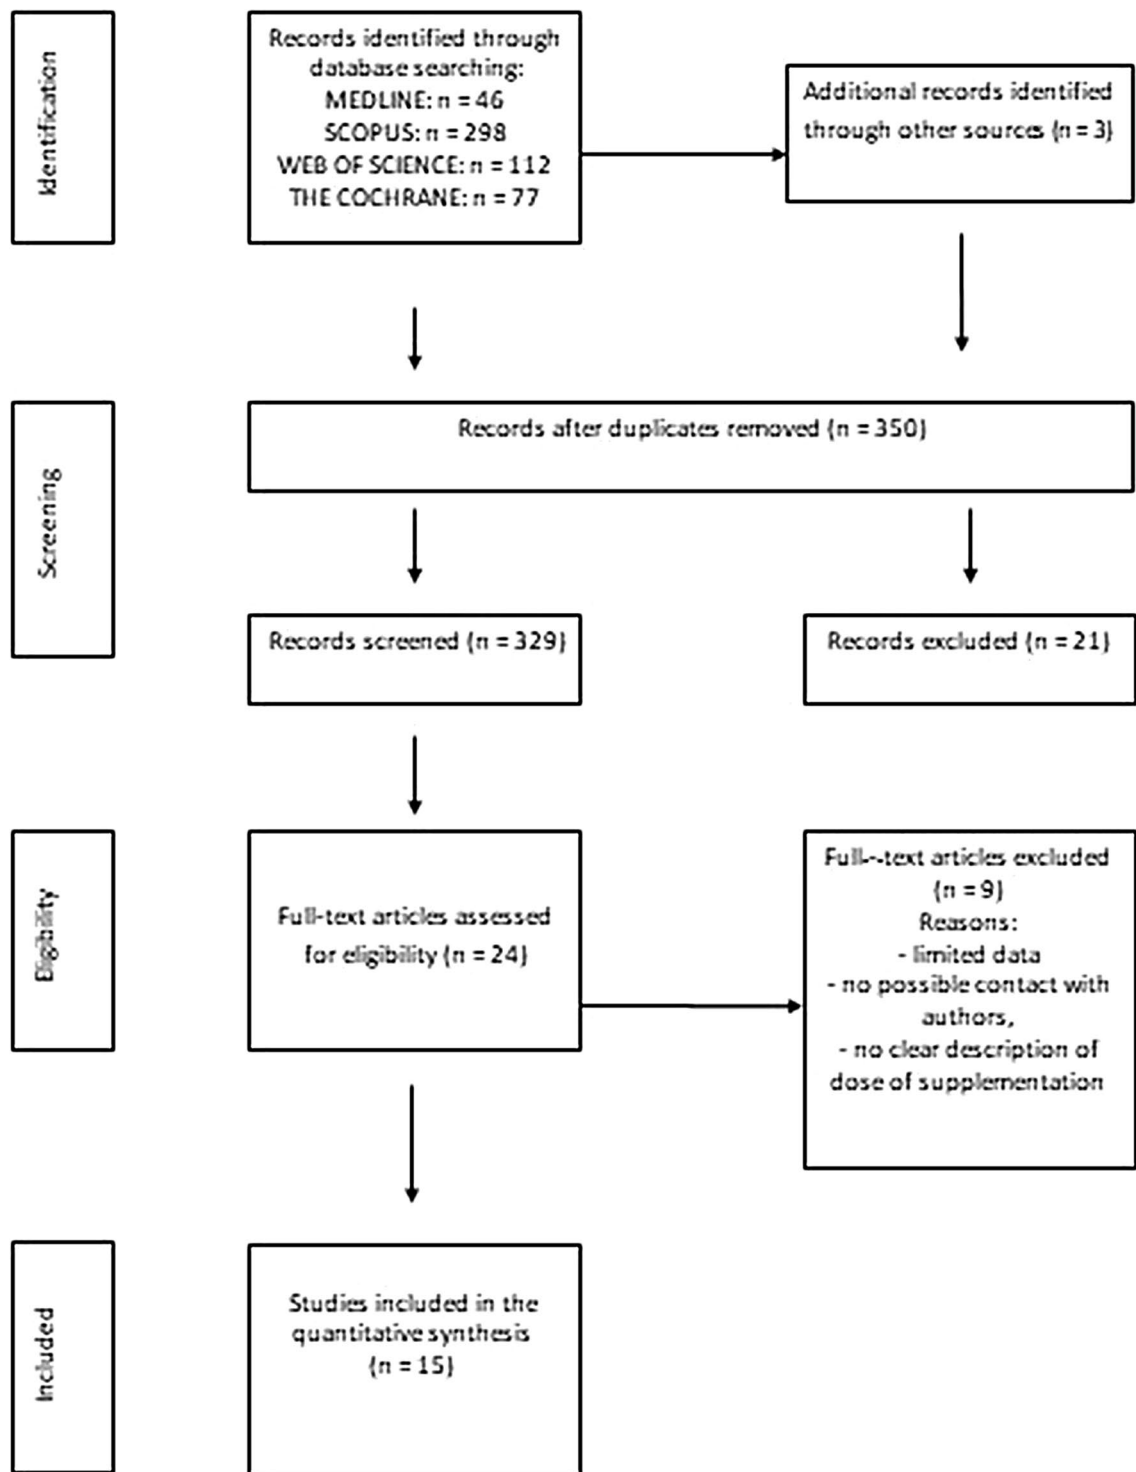 Identification
Records identified through
database searching:
MEDLINE: n = 46
SCOPUS: n = 298
WEB OF SCIENCE: n = 112
THE COCHRANE: n = 77
Additional records identified
through other sources (n = 3)
Screening
Records after duplicates removed (n = 350)
Records screened (n = 329)
Records excluded (n = 21)
Eligibility
Full-text articles assessed
for eligibility (n = 24)
Full--text articles excluded
(n = 9)
Reasons:
- limited data
- no possible contact with
authors,
- no clear description of
dose of supplementation
Included
Studies included in the
quantitative synthesis
(n = 15)